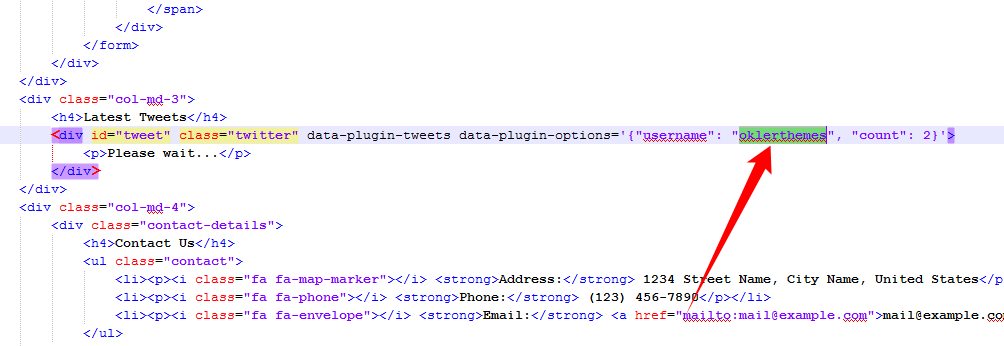 </span>
</div>
</form>
</div>
</div>
<div class="col-md-3">
<h4>Latest Tweets</h4>
<div id="tweet" class="twitter" data-plugin-tweets data-plugin-options='{"username": "oklerthemes", "count": 2}'>
<p>Please wait...</p>
</div>
</div>
<div class="col-md-4">
<div class="contact-details">
<h4>Contact Us</h4>
<ul class="contact">
<li><p><i class="fa fa-map-marker"></i> <strong>Address:</strong> 1234 Street Name, City Name, United States</p
<li><p><i class="fa fa-phone"></i> <strong>Phone:</strong> (123) 456-7890</p></li>
<li><p><i class="fa fa-envelope"></i> <strong>Email:</strong> <a href="mailto:mail@example.com">mail@example.co
</ul>